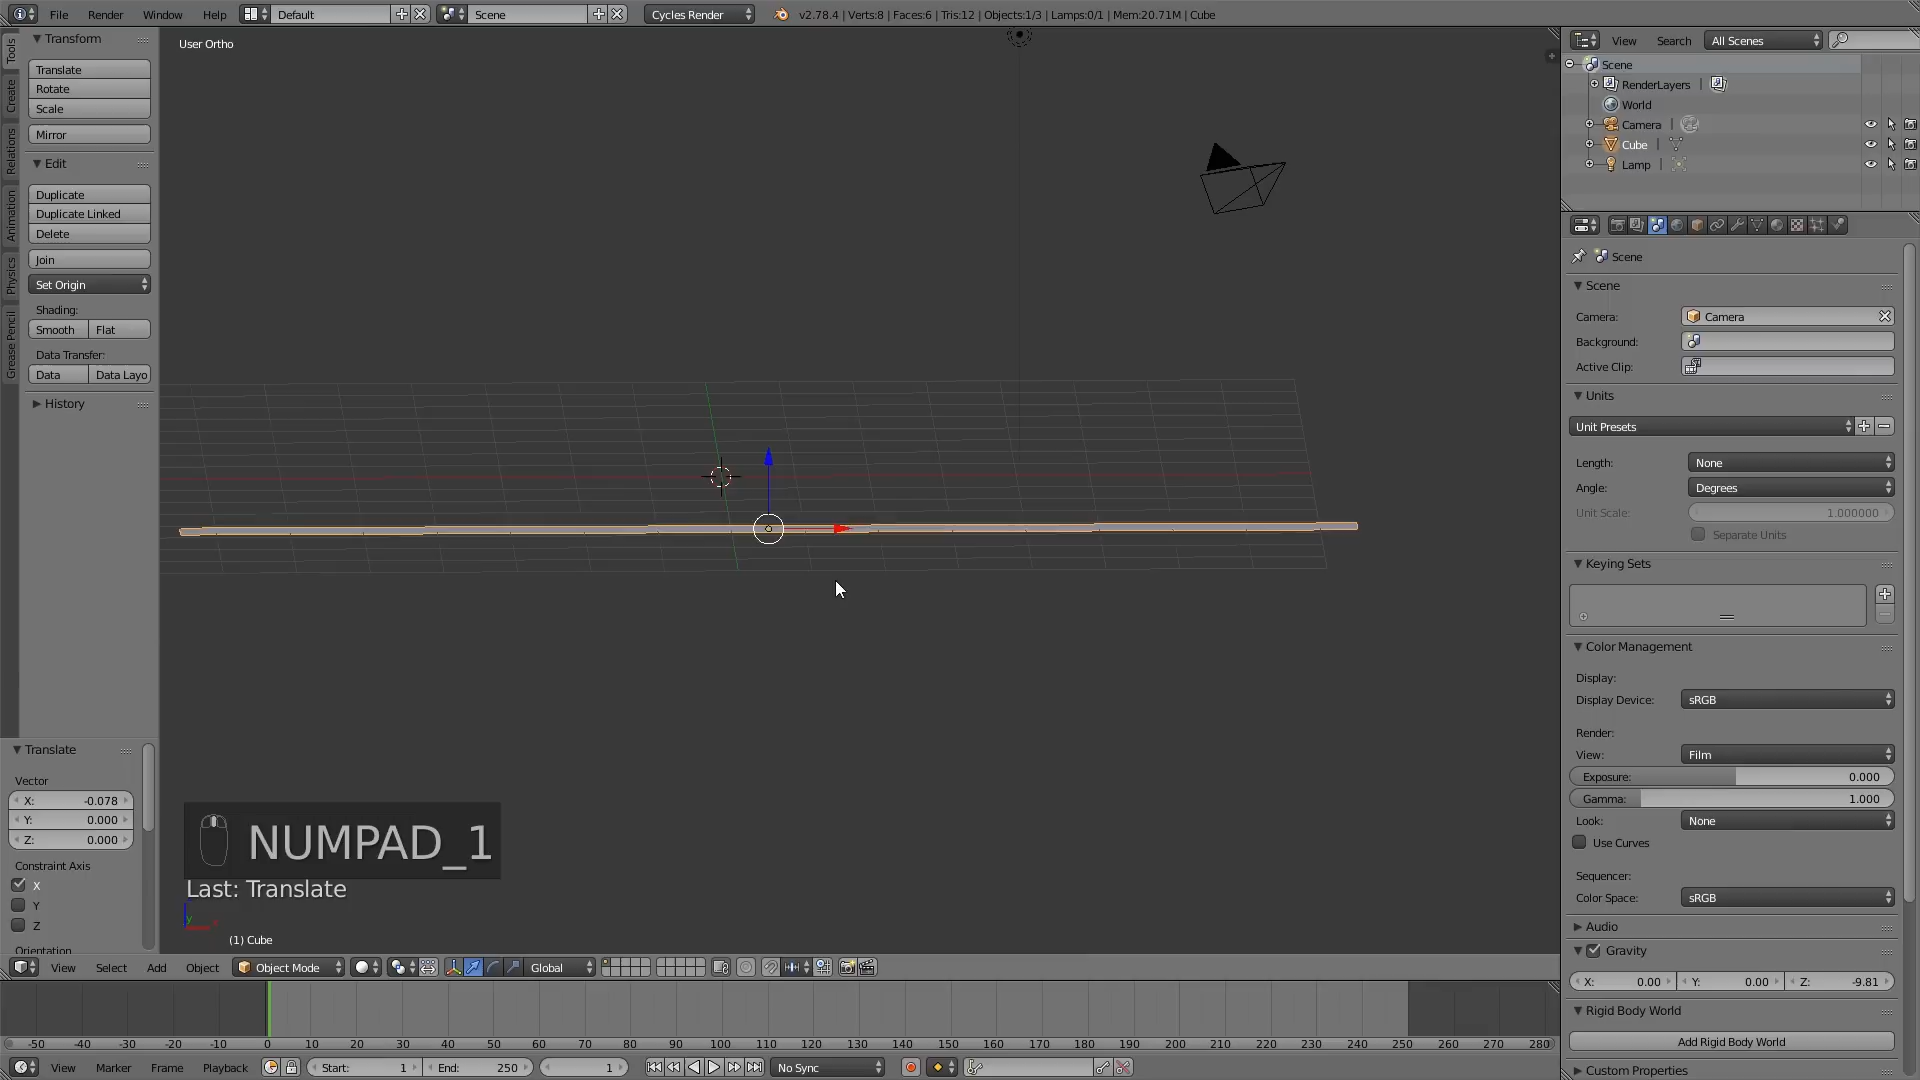 File Render Window Help Default Scene Cycles Render v2.78.4 | Verts:8 | Faces:6 | Tris:12 | Objects:1/3 | Lamps:0/1 | Mem:20.71M | Cube
Tools
Create
Relations
Animation
Physics
Grease Pencil
Transform
Translate
Rotate
Scale
Mirror
Edit
Duplicate
Duplicate Linked
Delete
Join
Set Origin
Shading:
Smooth Flat
Data Transfer:
Data Data Layo
History
Translate
Vector
X: -0.078
Y: 0.000
Z: 0.000
Constraint Axis
X
Y
Z
Orientation
User Ortho
NUMPAD_1
Last: Translate
(1) Cube
View Select Add Object Object Mode Global
-50 -40 -30 -20 -10 0 10 20 30 40 50 60 70 80 90 100 110 120 130 140 150 160 170 180 190 200 210 220 230 240 250 260 270 280
View Marker Frame Playback Start: 1 End: 250 1 No Sync
View Search All Scenes
Scene
RenderLayers |
World
Camera |
Cube |
Lamp |
Scene
Scene
Camera: Camera
Background:
Active Clip:
Units
Unit Presets
Length: None
Angle: Degrees
Unit Scale: 1.000000
Separate Units
Keying Sets
Color Management
Display:
Display Device: sRGB
Render:
View: Film
Exposure: 0.000
Gamma: 1.000
Look: None
Use Curves
Sequencer:
Color Space: sRGB
Audio
Gravity
X: 0.00 Y: 0.00 Z: -9.81
Rigid Body World
Add Rigid Body World
Custom Properties